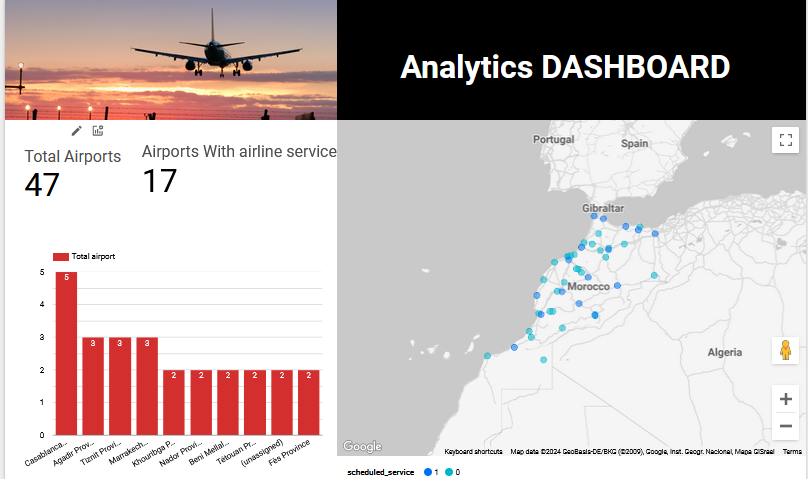 Analytics DASHBOARD
Total Airports
47
Airports With airline service
17
Total airport
5
4
3
2
1
0
5
3
3
3
2
2
2
2
2
2
Casablanca...
Agadir Prov...
Tiznit Provi...
Marrakech...
Khouribga P...
Nador Provi...
Beni Mellal...
Tétouan Pr...
(unassigned)
Fès Province
Portugal
Spain
Gibraltar
Morocco
Algeria
Google
Keyboard shortcuts
Map data ©2024 GeoBasis-DE/BKG (©2009), Google, Inst. Geogr. Nacional, Mapa GISrael
Terms
scheduled_service
1
0